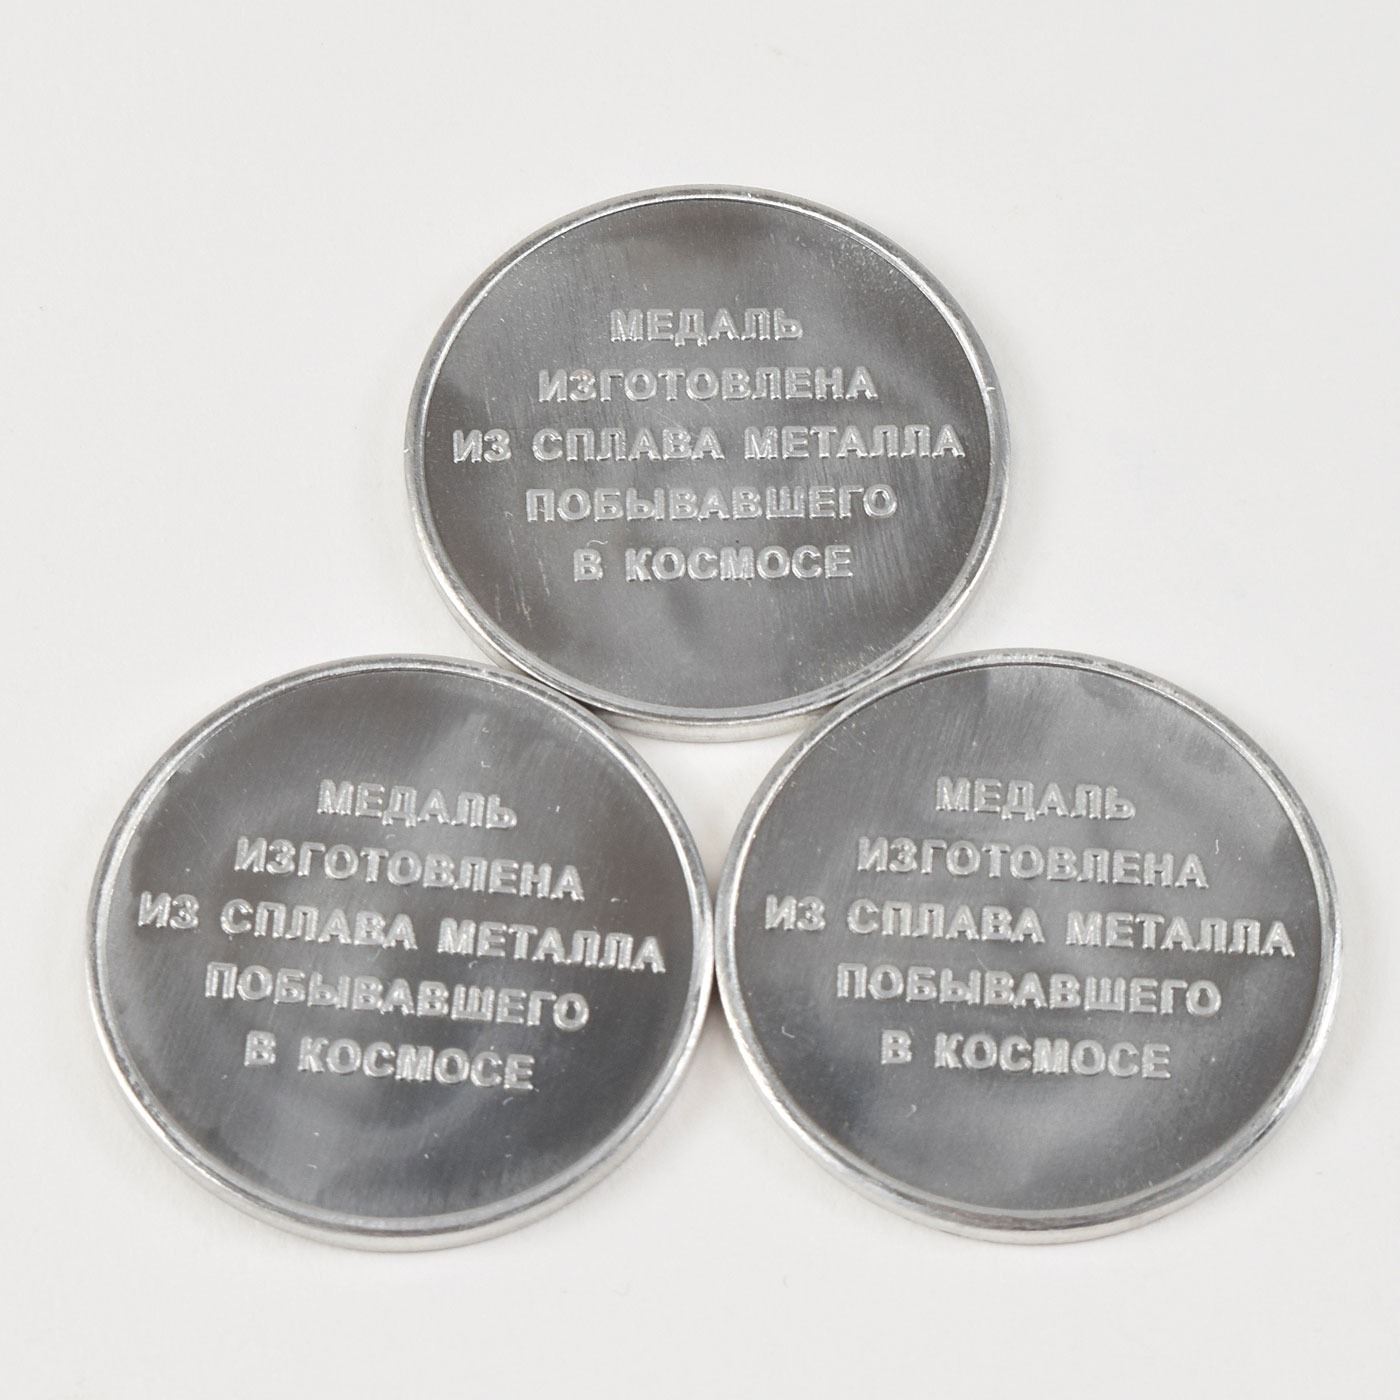 МЕДАЛЬ
ИЗГОТОВЛЕНА
ИЗ СПЛАВА МЕТАЛЛА
ПОБЫВАВШЕГО
В КОСМОСЕ
МЕДАЛЬ
ИЗГОТОВЛЕНА
ИЗ СПЛАВА МЕТАЛЛА
ПОБЫВАВШЕГО
В КОСМОСЕ
МЕДАЛЬ
ИЗГОТОВЛЕНА
ИЗ СПЛАВА МЕТАЛЛА
ПОБЫВАВШЕГО
В КОСМОСЕ